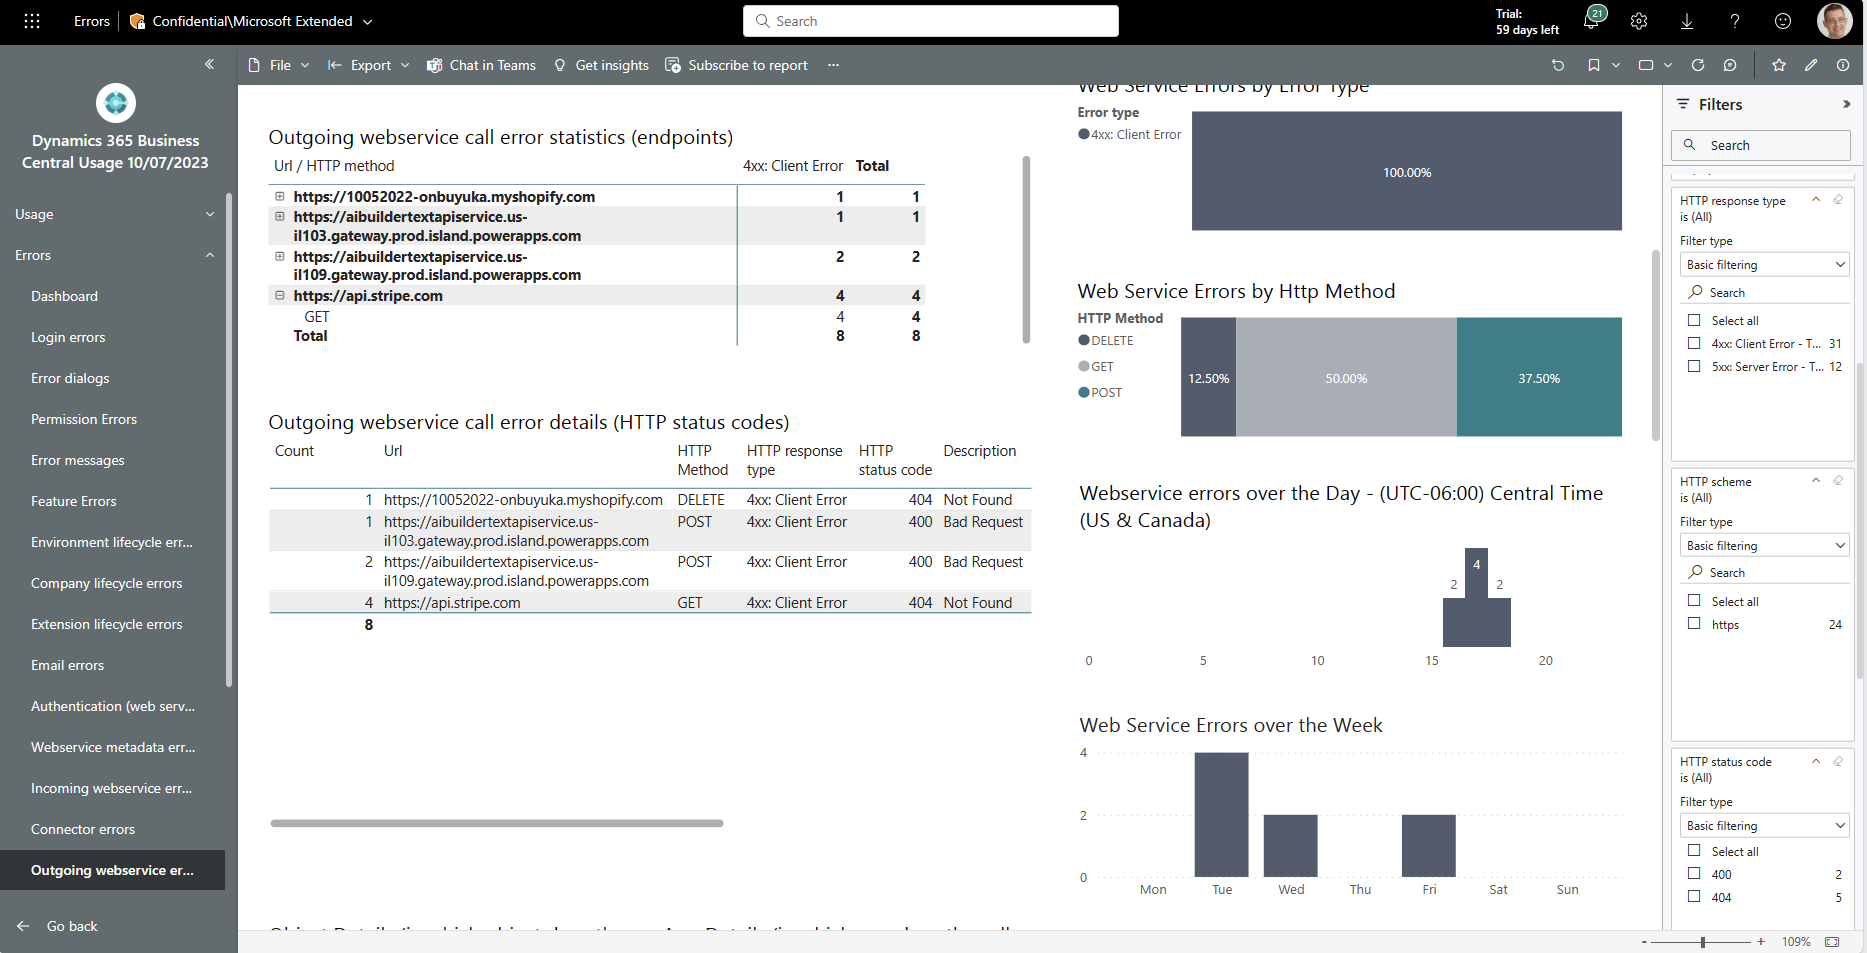 Errors
Confidential\Microsoft Extended
Search
Trial:
59 days left
21
?
Dynamics 365 Business
Central Usage 10/07/2023
Usage
Errors
Dashboard
Login errors
Error dialogs
Permission Errors
Error messages
Feature Errors
Environment lifecycle err...
Company lifecycle errors
Extension lifecycle errors
Email errors
Authentication (web serv...
Webservice metadata err...
Incoming webservice err...
Connector errors
Outgoing webservice er...
Go back
File
Export
Chat in Teams
Get insights
Subscribe to report
...
Outgoing webservice call error statistics (endpoints)
Url / HTTP method 4xx: Client Error Total
https://10052022-onbuyuka.myshopify.com 1 1
https://aibuildertextapiservice.us- 1 1
il103.gateway.prod.island.powerapps.com
https://aibuildertextapiservice.us- 2 2
il109.gateway.prod.island.powerapps.com
https://api.stripe.com 4 4
GET 4 4
Total 8 8
Outgoing webservice call error details (HTTP status codes)
Count Url HTTP Method HTTP response type HTTP status code Description
1 https://10052022-onbuyuka.myshopify.com DELETE 4xx: Client Error 404 Not Found
1 https://aibuildertextapiservice.us- POST 4xx: Client Error 400 Bad Request
il103.gateway.prod.island.powerapps.com
2 https://aibuildertextapiservice.us- POST 4xx: Client Error 400 Bad Request
il109.gateway.prod.island.powerapps.com
4 https://api.stripe.com GET 4xx: Client Error 404 Not Found
8
Web Service Errors by Error Type
Error type
4xx: Client Error
100.00%
Web Service Errors by Http Method
HTTP Method
DELETE
GET
POST
12.50% 50.00% 37.50%
Webservice errors over the Day - (UTC-06:00) Central Time
(US & Canada)
2 4 2
0 5 10 15 20
Web Service Errors over the Week
4
2
0
Mon Tue Wed Thu Fri Sat Sun
Filters
Search
HTTP response type
is (All)
Filter type
Basic filtering
Search
Select all
4xx: Client Error - T... 31
5xx: Server Error - T... 12
HTTP scheme
is (All)
Filter type
Basic filtering
Search
Select all
https 24
HTTP status code
is (All)
Filter type
Basic filtering
Select all
400 2
404 5
- + 109%